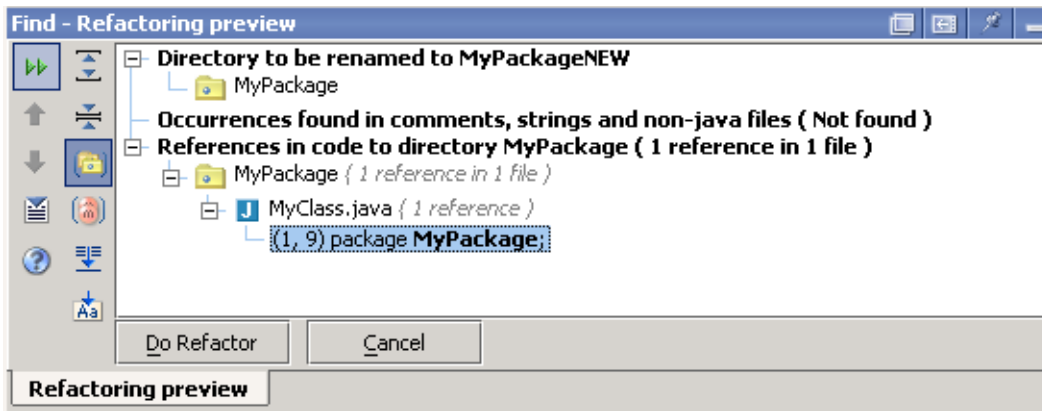 Find - Refactoring preview
Directory to be renamed to MyPackageNEW
MyPackage
Occurrences found in comments, strings and non-java files ( Not found )
References in code to directory MyPackage ( 1 reference in 1 file )
MyPackage ( 1 reference in 1 file )
J MyClass.java ( 1 reference )
(1, 9) package MyPackage;
?
Aa
Do Refactor Cancel
Refactoring preview